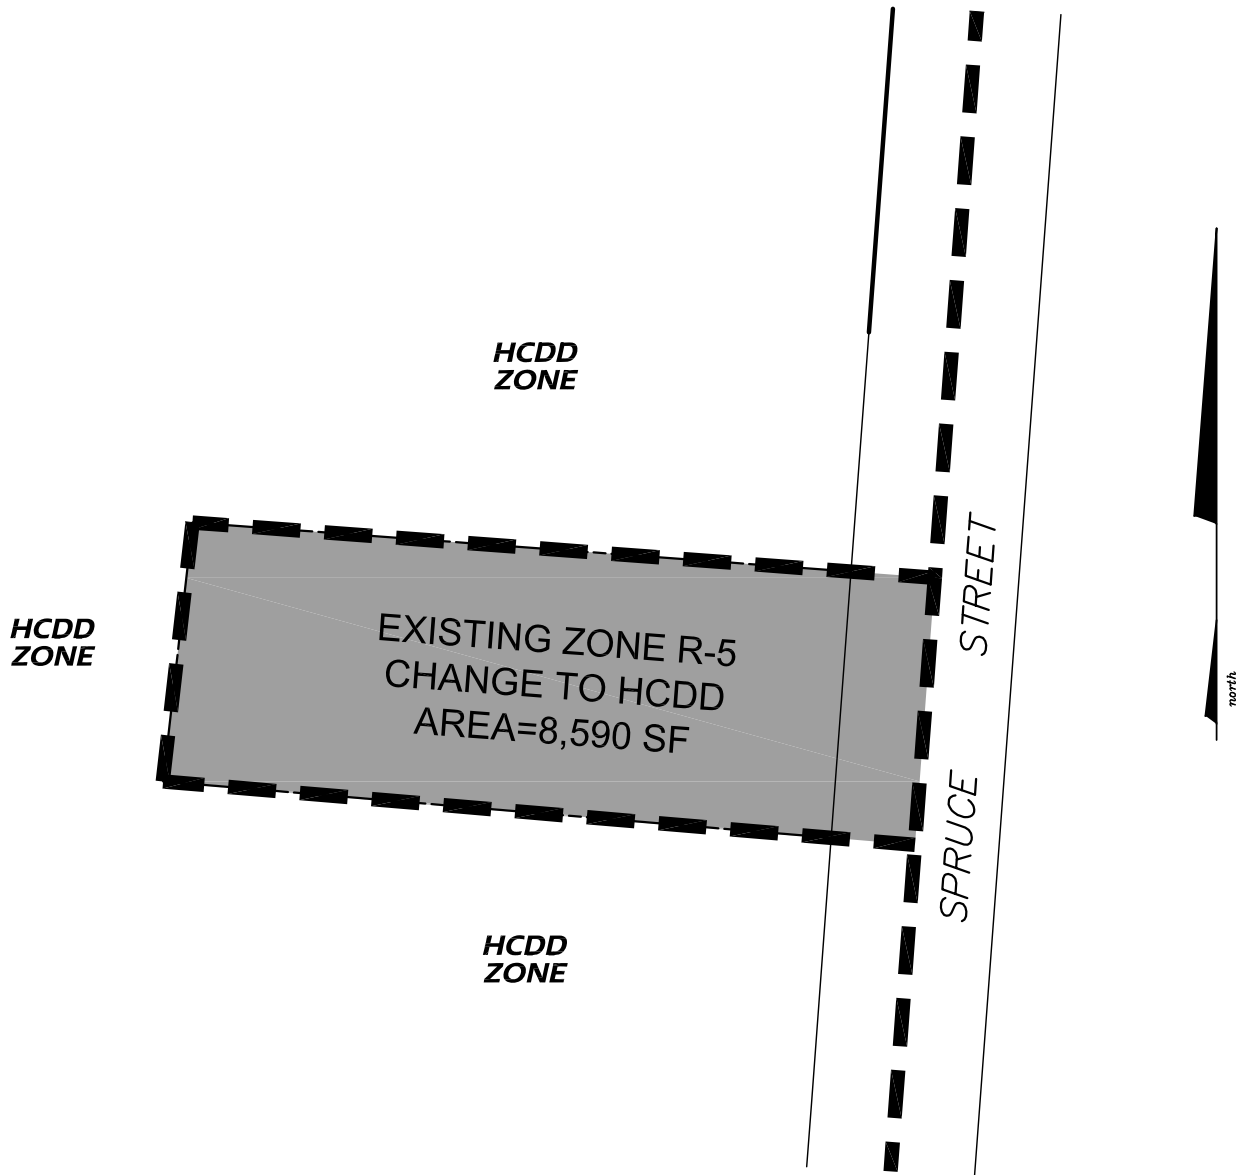 HCDD
ZONE
STREET
HCDD
ZONE
EXISTING ZONE R-5
CHANGE TO HCDD
AREA=8,590 SF
north
SPRUCE
HCDD
ZONE